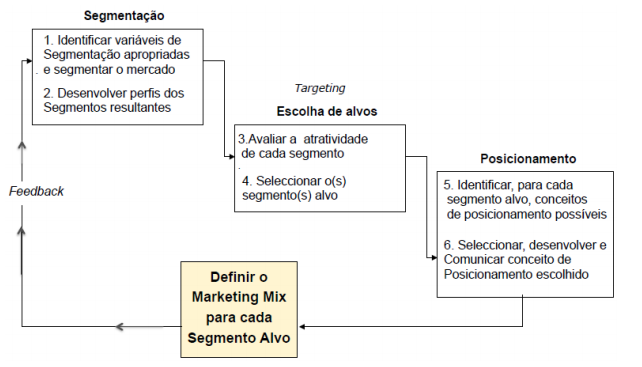 Segmentação
1. Identificar variáveis de
Segmentação apropriadas
. e segmentar o mercado
2. Desenvolver perfis dos
Segmentos resultantes
Targeting
Escolha de alvos
3.Avaliar a atratividade
de cada segmento
.
4. Seleccionar o(s)
segmento(s) alvo
Posicionamento
5. Identificar, para cada
segmento alvo, conceitos
de posicionamento possíveis
6. Seleccionar, desenvolver e
Comunicar conceito de
Posicionamento escolhido
Feedback
Definir o
Marketing Mix
para cada
Segmento Alvo